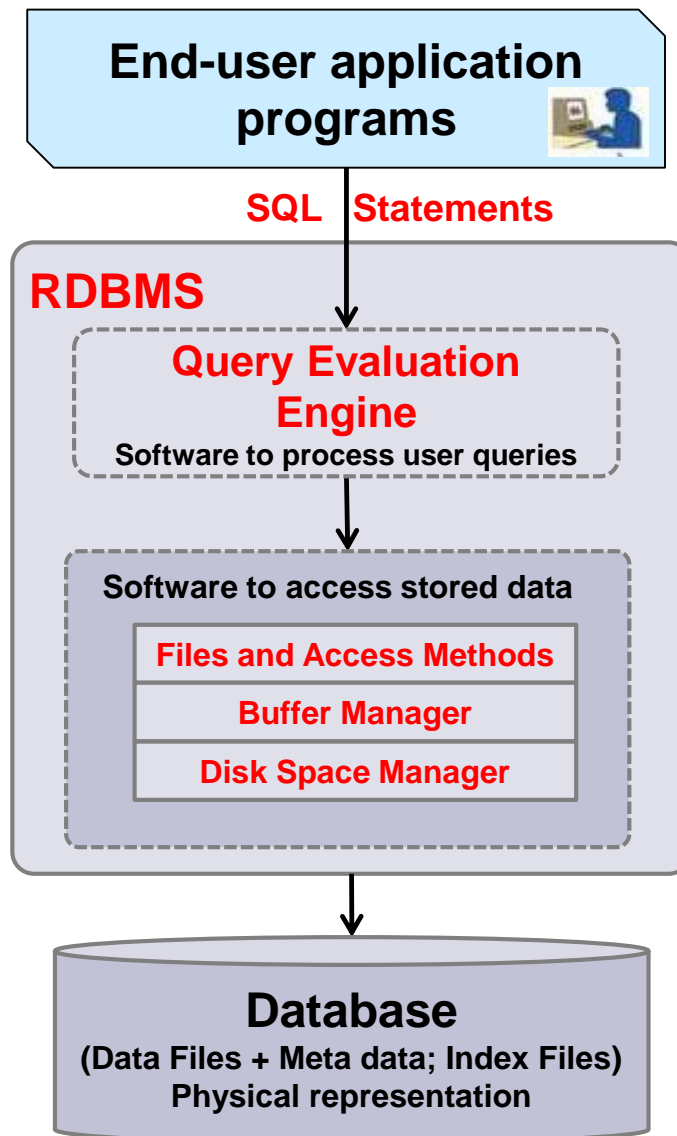 End-user application
programs
SQL Statements
RDBMS
Query Evaluation
Engine
Software to process user queries
Software to access stored data
Files and Access Methods
Buffer Manager
Disk Space Manager
Database
(Data Files + Meta data; Index Files)
Physical representation